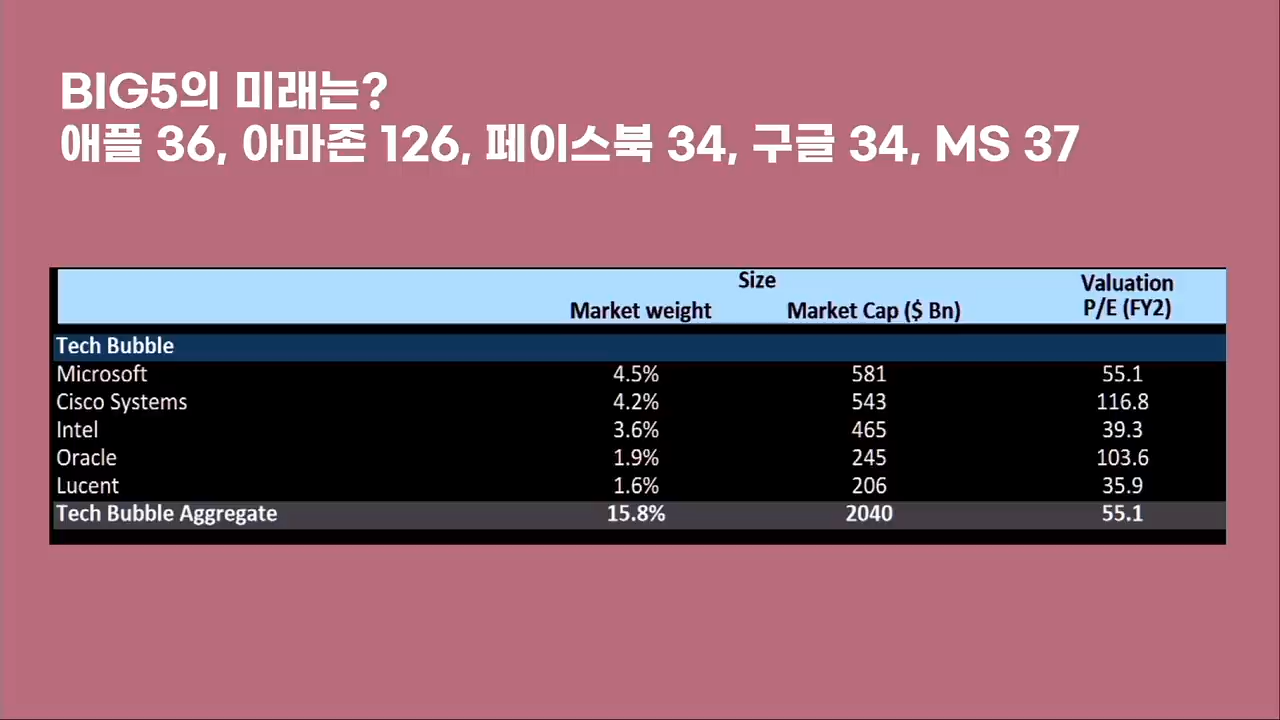 BIG5의 미래는?
애플 36, 아마존 126, 페이스북 34, 구글 34, MS 37
Size Valuation
Market weight Market Cap ($ Bn) P/E (FY2)
Tech Bubble
Microsoft 4.5% 581 55.1
Cisco Systems 4.2% 543 116.8
Intel 3.6% 465 39.3
Oracle 1.9% 245 103.6
Lucent 1.6% 206 35.9
Tech Bubble Aggregate 15.8% 2040 55.1